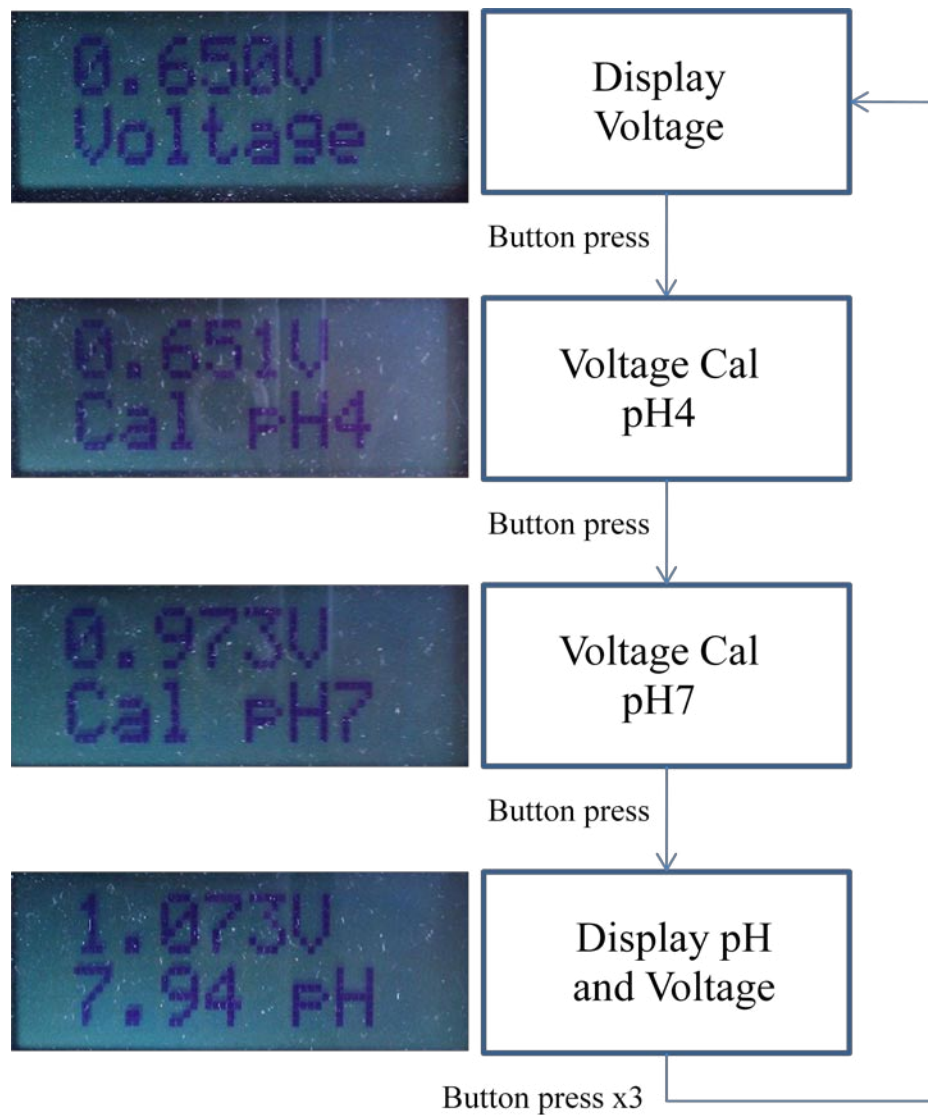 0.650V
Voltage
Display
Voltage
Button press
0.651V
Cal pH4
Voltage Cal
pH4
Button press
0.973V
Cal pH7
Voltage Cal
pH7
Button press
1.073V
7.94 pH
Display pH
and Voltage
Button press x3